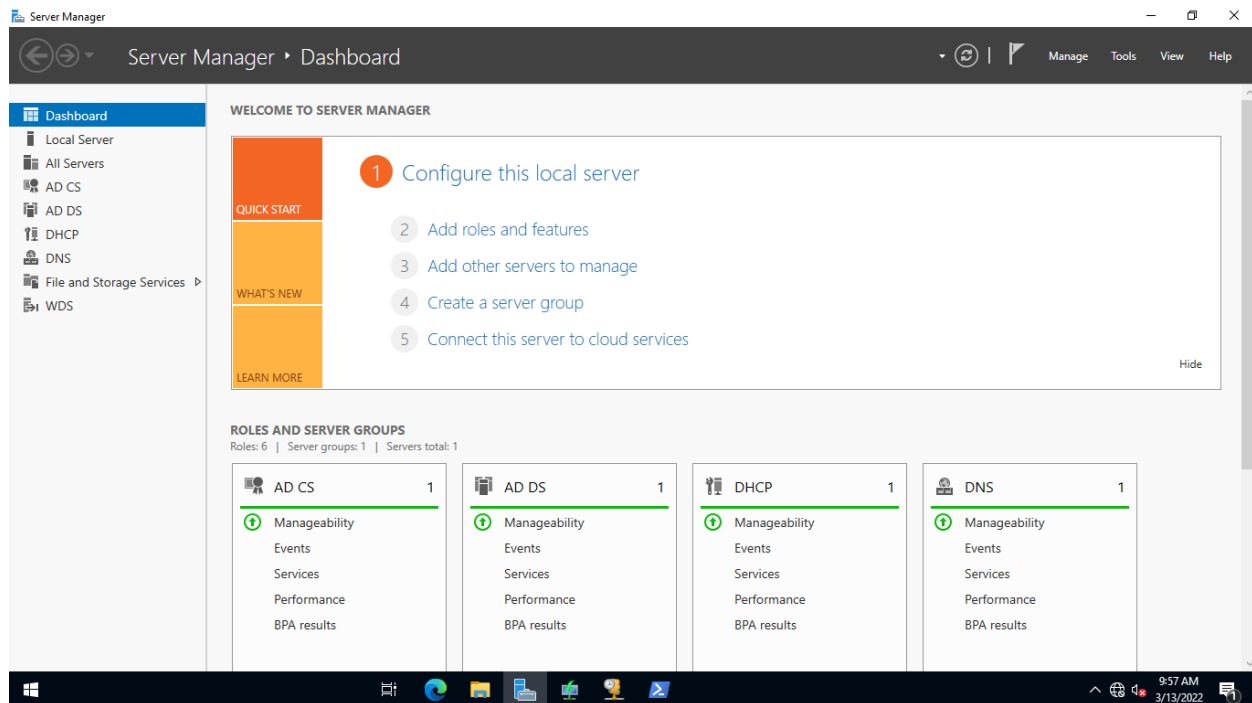 Server Manager
Server Manager ‣ Dashboard
Manage Tools View Help
Dashboard
Local Server
All Servers
AD CS
AD DS
DHCP
DNS
File and Storage Services
WDS
WELCOME TO SERVER MANAGER
QUICK START
WHAT'S NEW
LEARN MORE
1 Configure this local server
2 Add roles and features
3 Add other servers to manage
4 Create a server group
5 Connect this server to cloud services
Hide
ROLES AND SERVER GROUPS
Roles: 6 | Server groups: 1 | Servers total: 1
AD CS 1
Manageability
Events
Services
Performance
BPA results
AD DS 1
Manageability
Events
Services
Performance
BPA results
DHCP 1
Manageability
Events
Services
Performance
BPA results
DNS 1
Manageability
Events
Services
Performance
BPA results
9:57 AM
3/13/2022
1